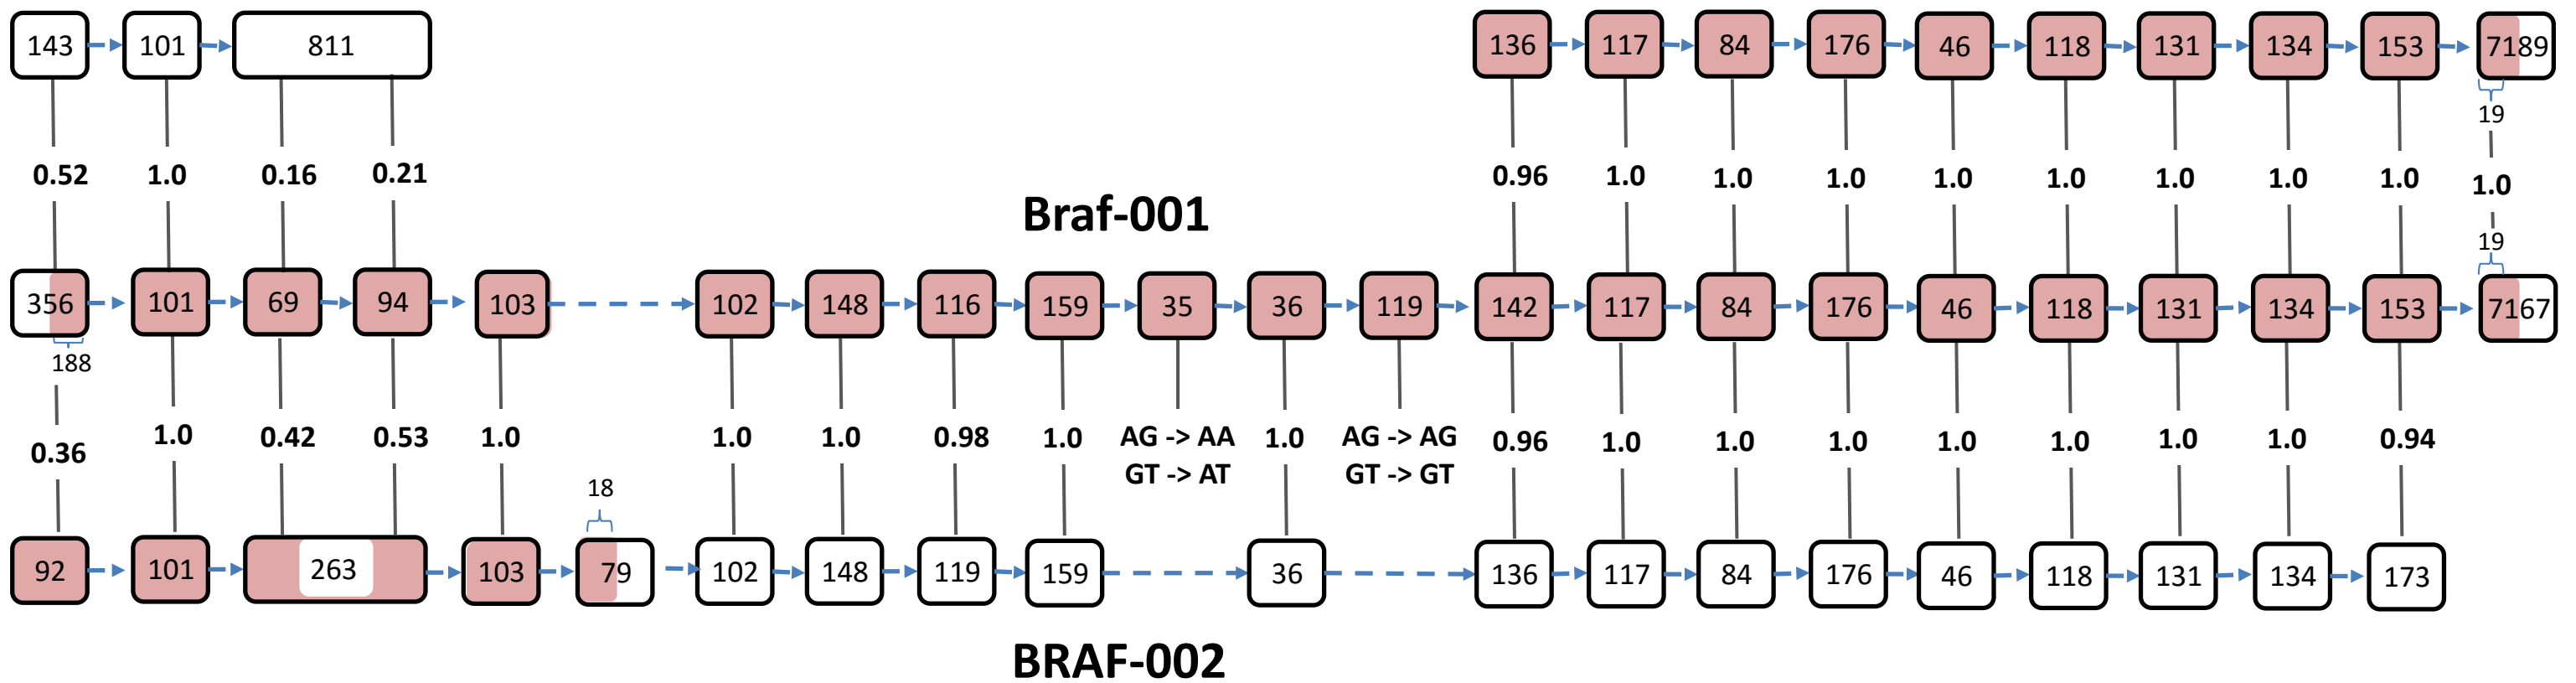 143 101 811 136 117 84 176 46 118 131 134 153 7189
19
0.52 1.0 0.16 0.21 0.96 1.0 1.0 1.0 1.0 1.0 1.0 1.0 1.0 1.0
Braf-001
19
356 101 69 94 103 102 148 116 159 35 36 119 142 117 84 176 46 118 131 134 153 7167
188
0.36 1.0 0.42 0.53 1.0 1.0 1.0 0.98 1.0 AG -> AA 1.0 AG -> AG 0.96 1.0 1.0 1.0 1.0 1.0 1.0 1.0 0.94
GT -> AT GT -> GT
18
92 101 263 103 79 102 148 119 159 36 136 117 84 176 46 118 131 134 173
BRAF-002